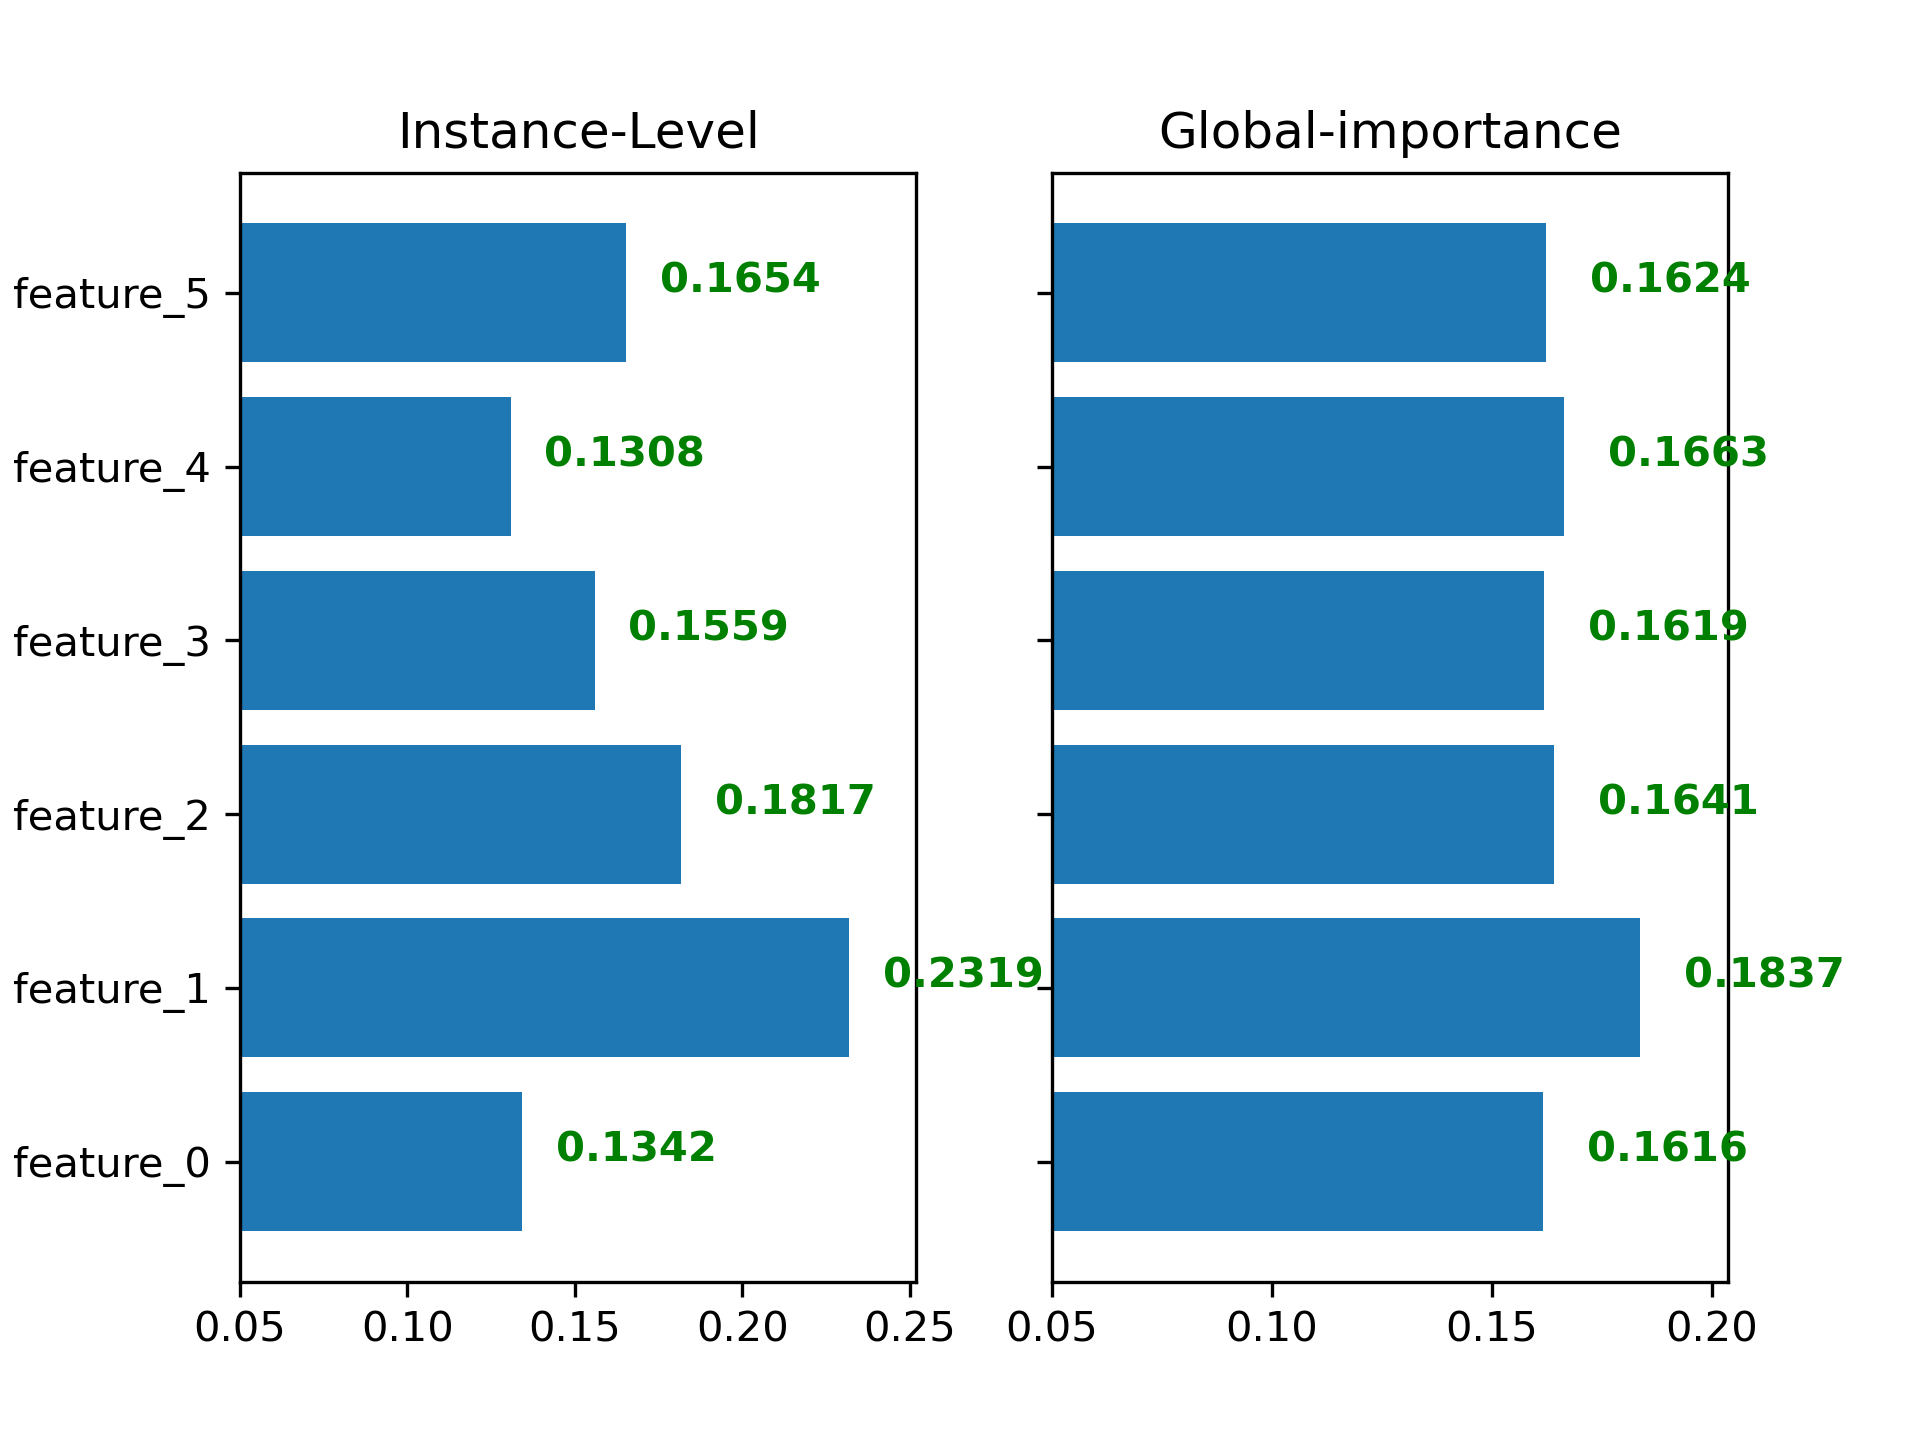 Instance-Level
Global-importance
feature_5
0.1654
0.1624
feature_4
0.1308
0.1663
feature_3
0.1559
0.1619
feature_2
0.1817
0.1641
feature_1
0.2319
0.1837
feature_0
0.1342
0.1616
0.05 0.10 0.15 0.20 0.25
0.05 0.10 0.15 0.20